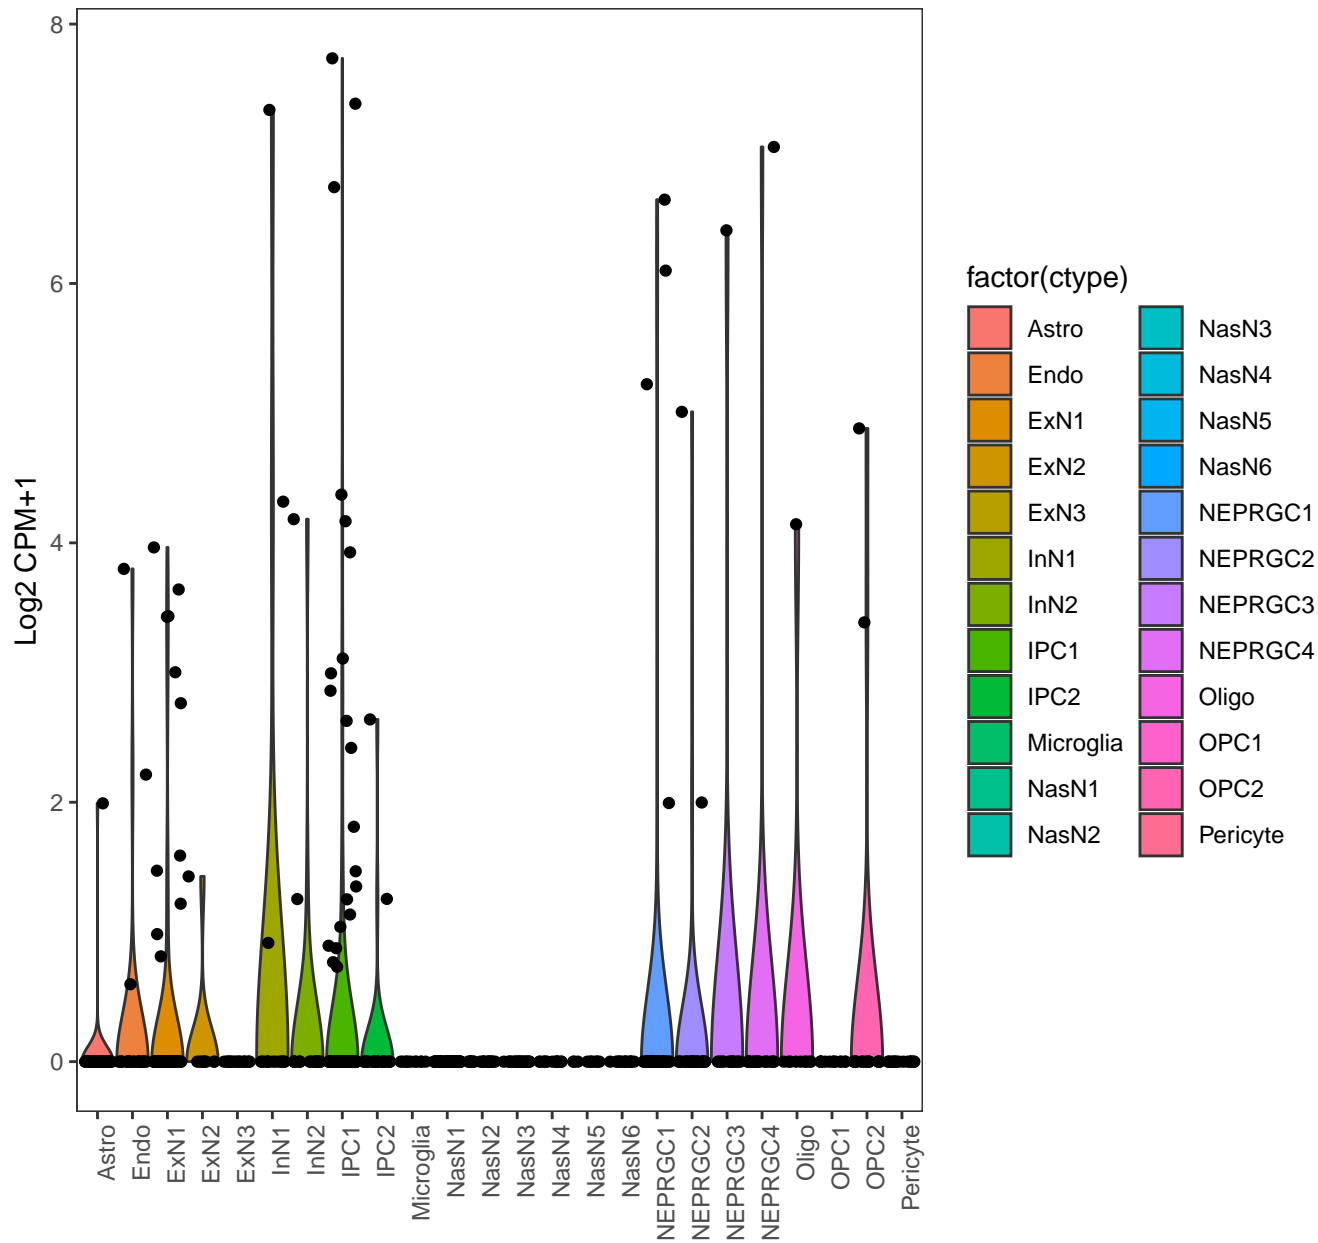 8
6
4
2
0
Log2 CPM+1
Astro
Endo
ExN1
ExN2
ExN3
InN1
InN2
IPC1
IPC2
Microglia
NasN1
NasN2
NasN3
NasN4
NasN5
NasN6
NEPRGC1
NEPRGC2
NEPRGC3
NEPRGC4
Oligo
OPC1
OPC2
Pericyte
factor(ctype)
Astro
Endo
ExN1
ExN2
ExN3
InN1
InN2
IPC1
IPC2
Microglia
NasN1
NasN2
NasN3
NasN4
NasN5
NasN6
NEPRGC1
NEPRGC2
NEPRGC3
NEPRGC4
Oligo
OPC1
OPC2
Pericyte